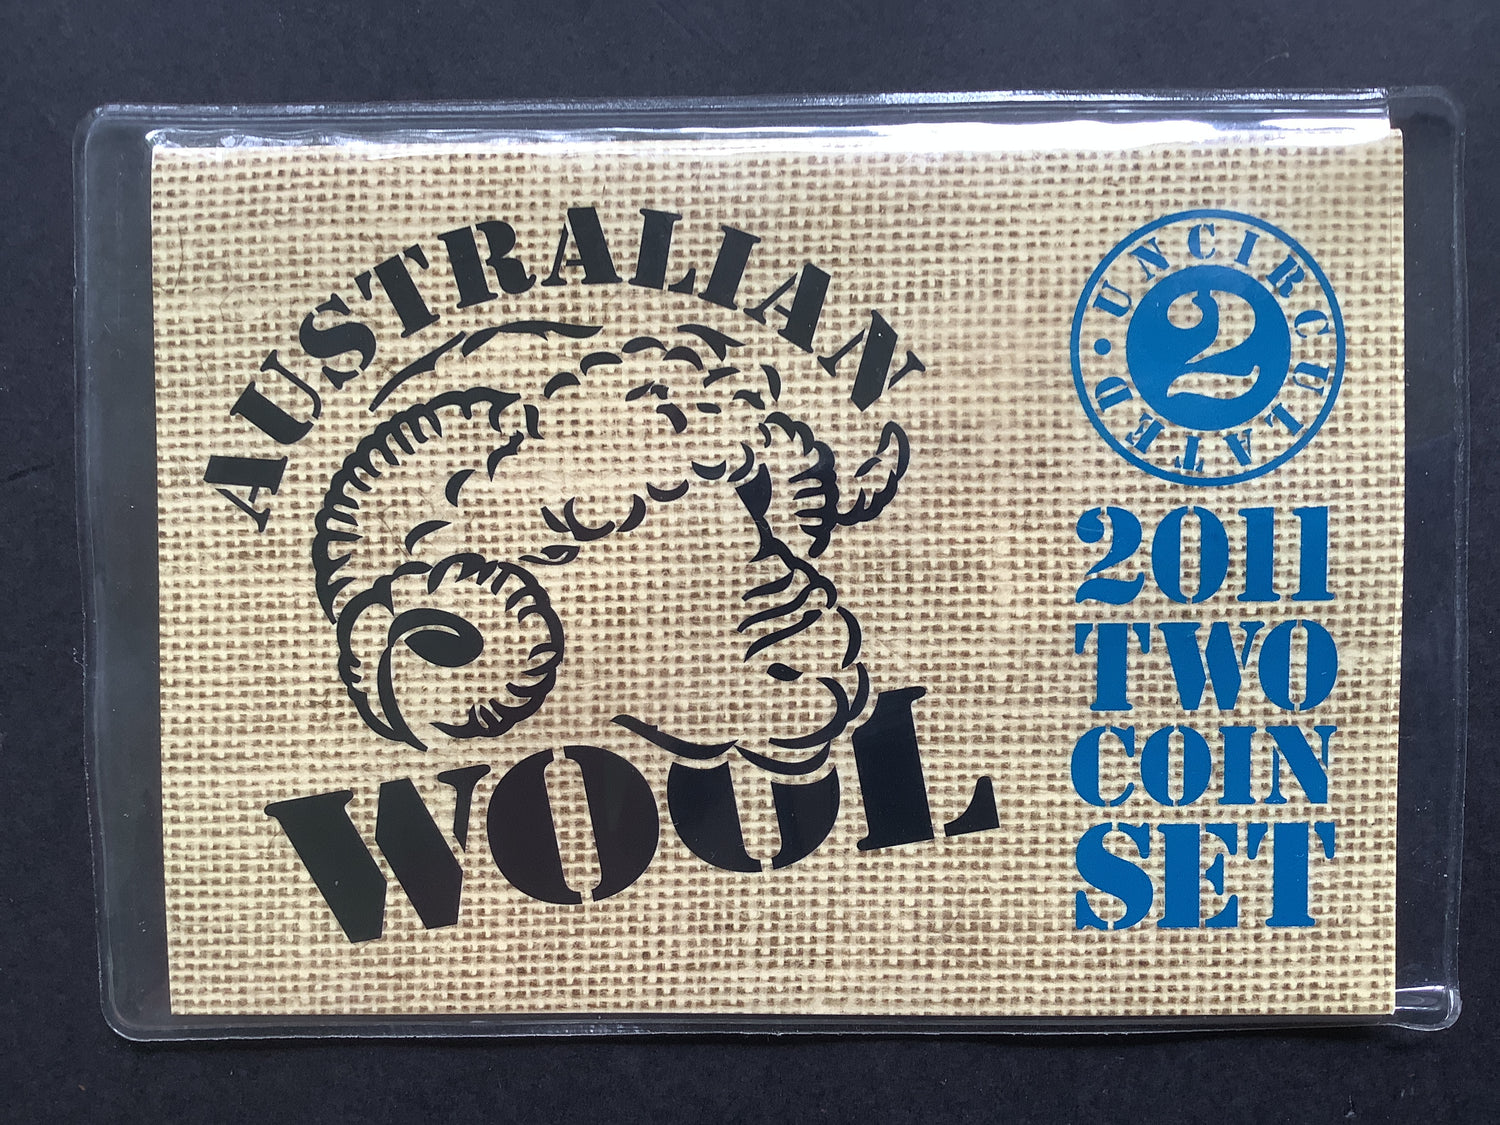 AUSTRALIAN
WOOL
UNCIRCULATED •
2
2011
TWO
COIN
SET